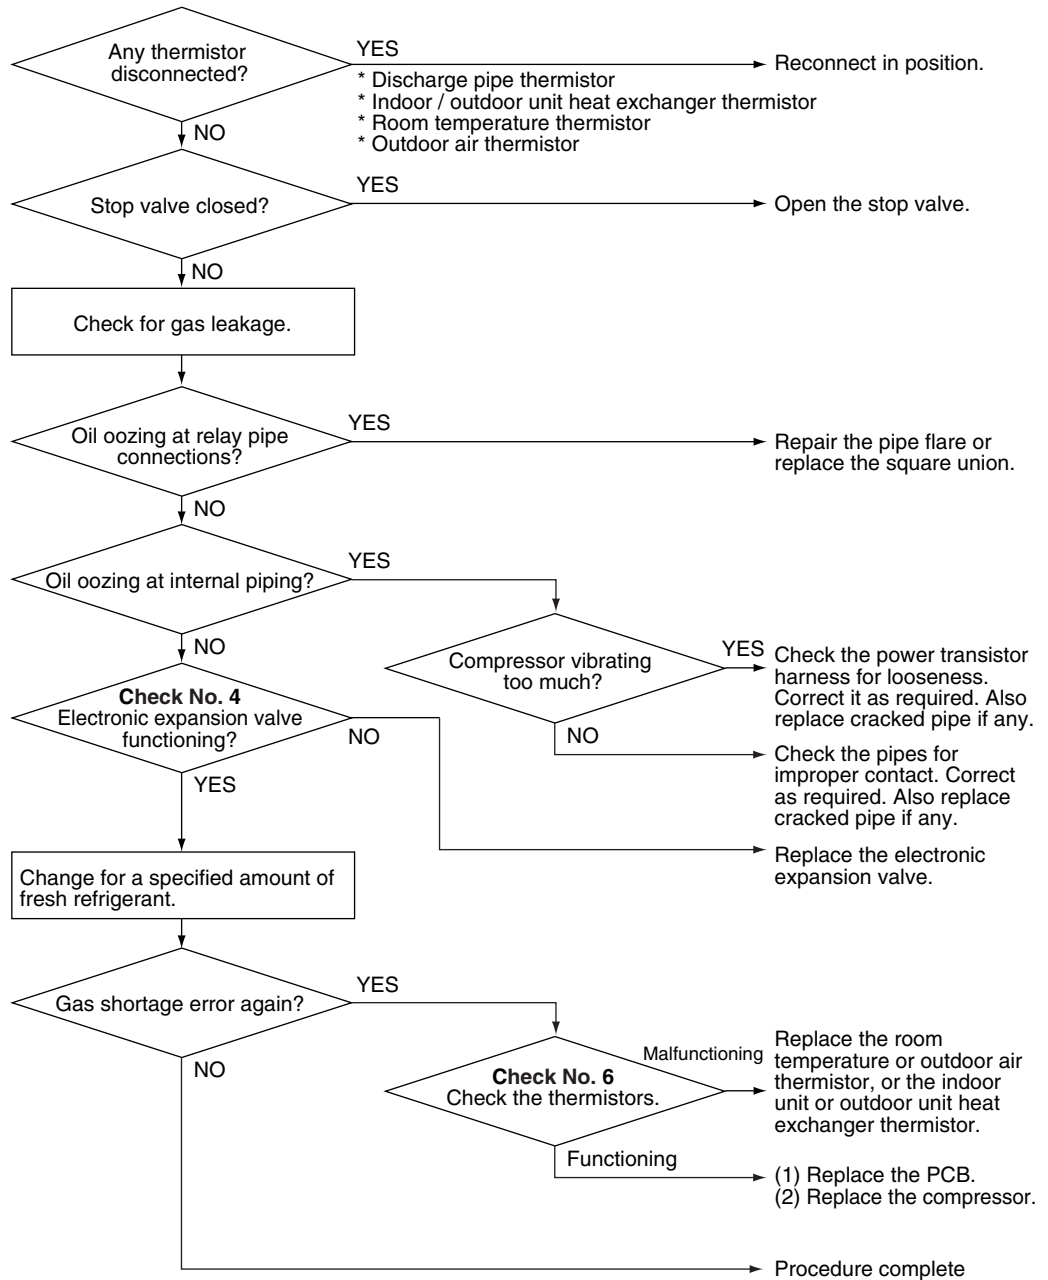 Any thermistor
disconnected?
YES
* Discharge pipe thermistor
* Indoor / outdoor unit heat exchanger thermistor
* Room temperature thermistor
* Outdoor air thermistor
Reconnect in position.
NO
Stop valve closed?
YES
Open the stop valve.
NO
Check for gas leakage.
Oil oozing at relay pipe
connections?
YES
Repair the pipe flare or
replace the square union.
NO
Oil oozing at internal piping?
YES
Compressor vibrating
too much?
YES
Check the power transistor
harness for looseness.
Correct it as required. Also
replace cracked pipe if any.
NO
Check the pipes for
improper contact. Correct
as required. Also replace
cracked pipe if any.
NO
Check No. 4
Electronic expansion valve
functioning?
NO
Replace the electronic
expansion valve.
YES
Change for a specified amount of
fresh refrigerant.
Gas shortage error again?
YES
Check No. 6
Check the thermistors.
Malfunctioning
Replace the room
temperature or outdoor air
thermistor, or the indoor
unit or outdoor unit heat
exchanger thermistor.
Functioning
(1) Replace the PCB.
(2) Replace the compressor.
NO
Procedure complete